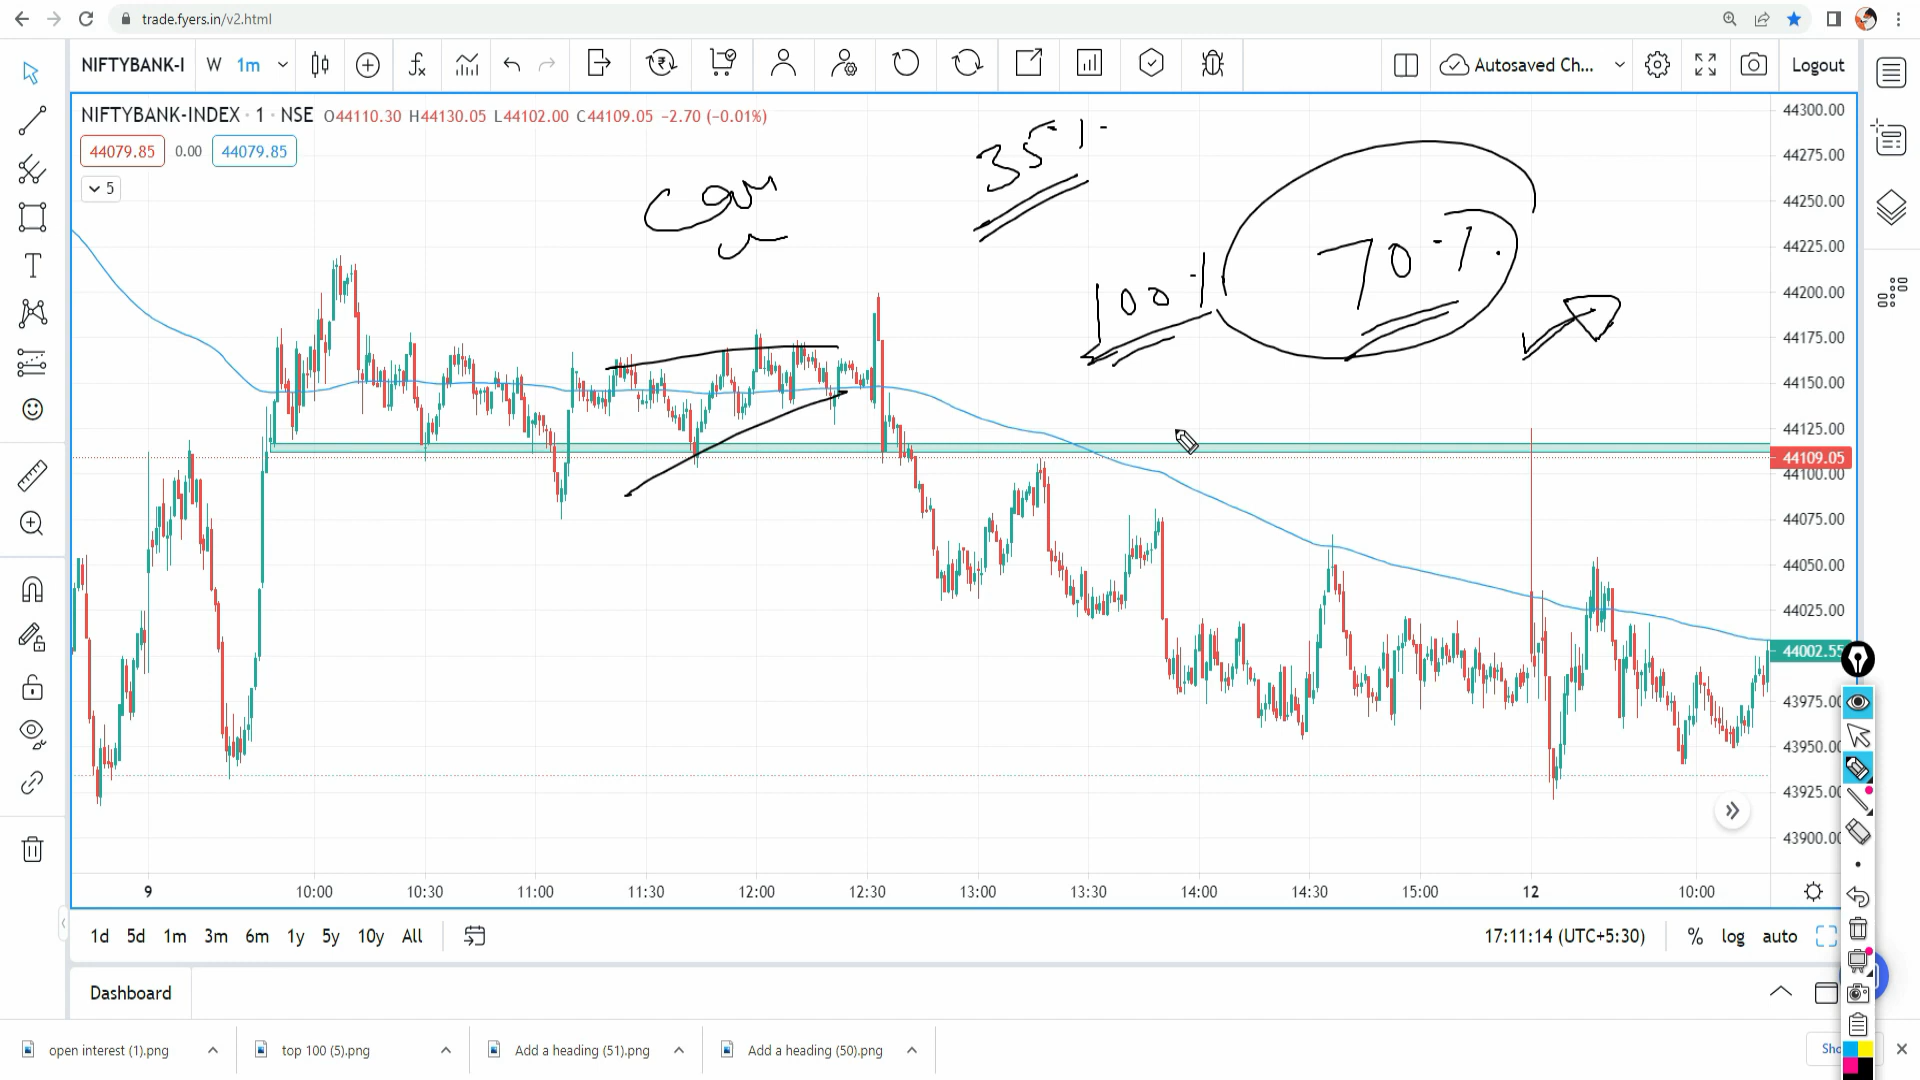 trade.fyers.in/v2.html
NIFTYBANK-I W 1m Autosaved Ch... Logout
NIFTYBANK-INDEX · 1 · NSE O44110.30 H44130.05 L44102.00 C44109.05 −2.70 (−0.01%)
44079.85 0.00 44079.85
5
35%
100%
70%
44300.00
44275.00
44250.00
44225.00
44200.00
44175.00
44150.00
44125.00
44109.05
44100.00
44075.00
44050.00
44025.00
44002.55
43975.00
43950.00
43925.00
43900.00
9 10:00 10:30 11:00 11:30 12:00 12:30 13:00 13:30 14:00 14:30 15:00 12 10:00
1d 5d 1m 3m 6m 1y 5y 10y All 17:11:14 (UTC+5:30) % log auto
Dashboard
open interest (1).png top 100 (5).png Add a heading (51).png Add a heading (50).png